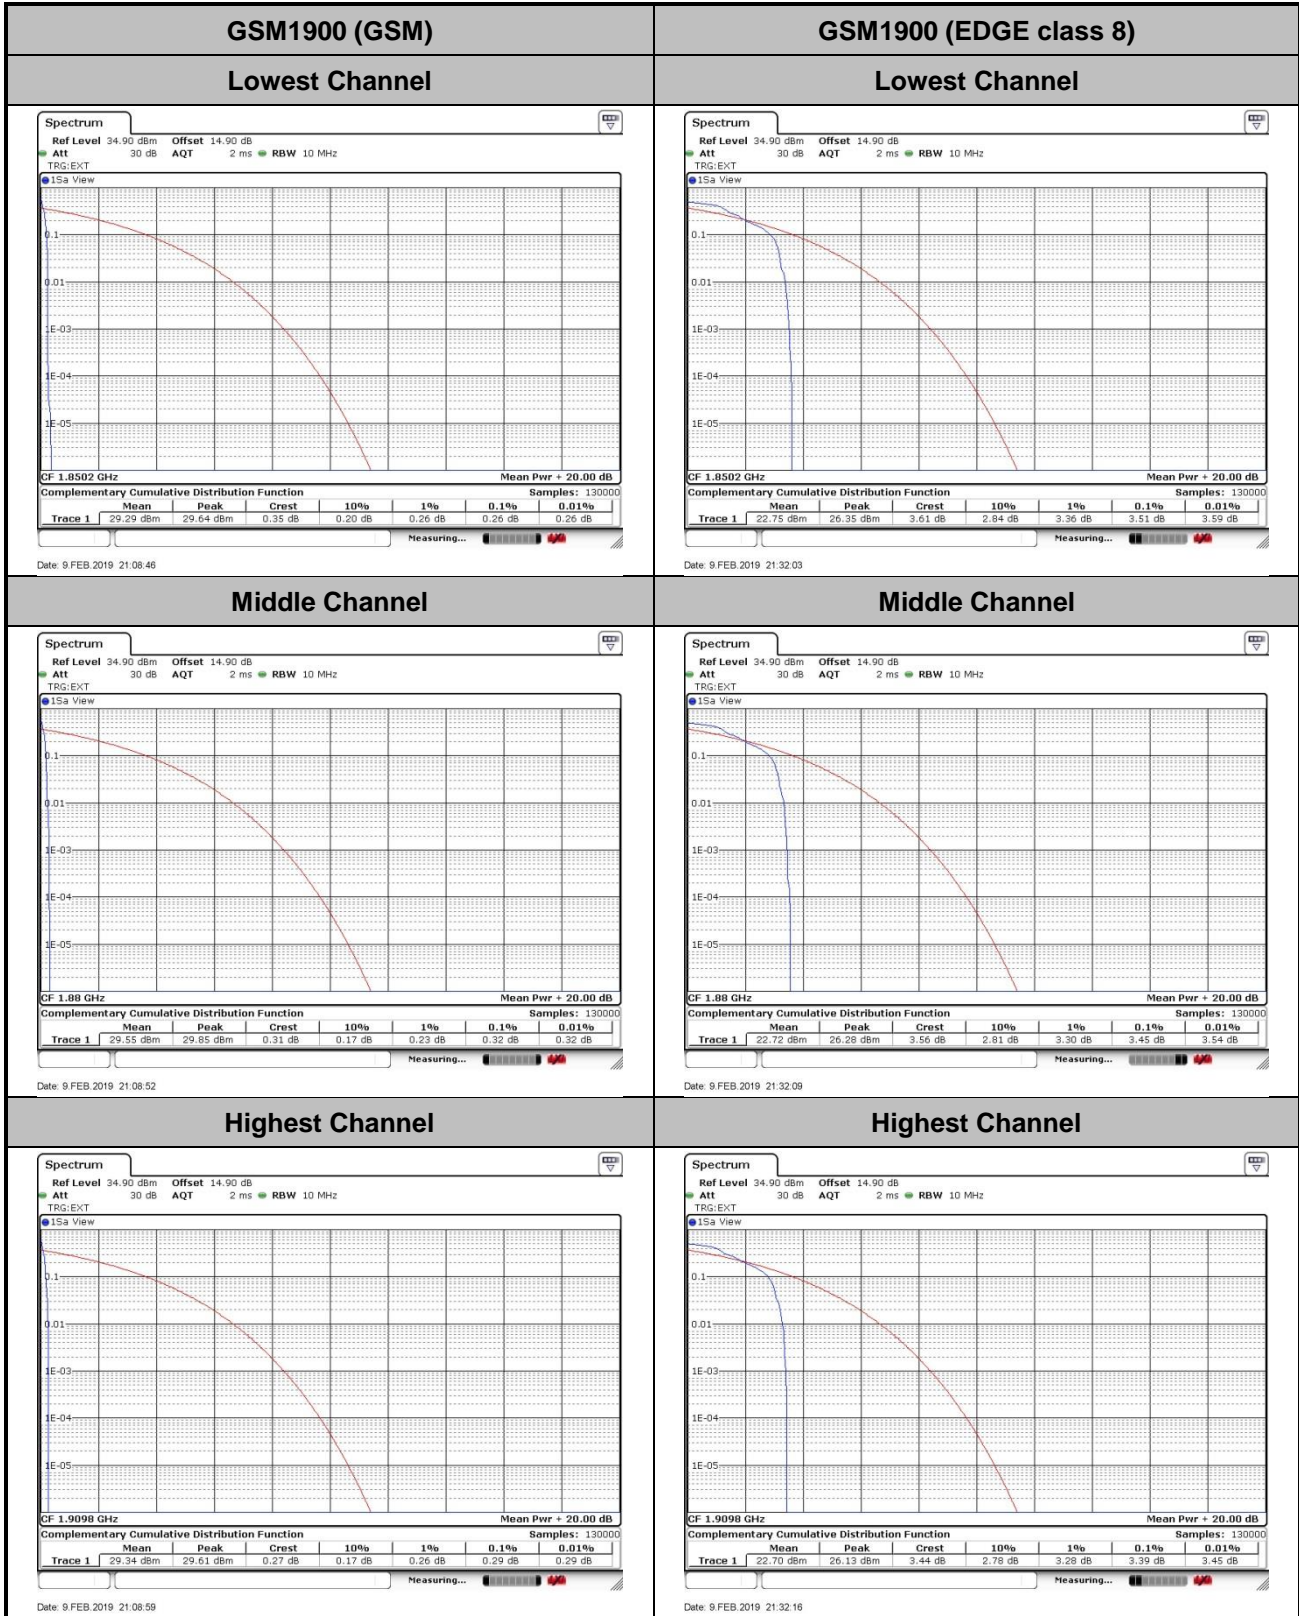 GSM1900 (GSM)
GSM1900 (EDGE class 8)
Lowest Channel
Lowest Channel
Spectrum
Ref Level 34.90 dBm Offset 14.90 dB
Att 30 dB AQT 2 ms RBW 10 MHz
TRG:EXT
1Sa View
0.1
0.01
1E-03
1E-04
1E-05
CF 1.8502 GHz Mean Pwr + 20.00 dB
Complementary Cumulative Distribution Function Samples: 130000
Mean Peak Crest 10% 1% 0.1% 0.01%
Trace 1 29.29 dBm 29.64 dBm 0.35 dB 0.20 dB 0.26 dB 0.26 dB 0.26 dB
Measuring...
Date: 9.FEB.2019 21:08:46
Spectrum
Ref Level 34.90 dBm Offset 14.90 dB
Att 30 dB AQT 2 ms RBW 10 MHz
TRG:EXT
1Sa View
0.1
0.01
1E-03
1E-04
1E-05
CF 1.8502 GHz Mean Pwr + 20.00 dB
Complementary Cumulative Distribution Function Samples: 130000
Mean Peak Crest 10% 1% 0.1% 0.01%
Trace 1 22.75 dBm 26.35 dBm 3.61 dB 2.84 dB 3.36 dB 3.51 dB 3.59 dB
Measuring...
Date: 9.FEB.2019 21:32:03
Middle Channel
Middle Channel
Spectrum
Ref Level 34.90 dBm Offset 14.90 dB
Att 30 dB AQT 2 ms RBW 10 MHz
TRG:EXT
1Sa View
0.1
0.01
1E-03
1E-04
1E-05
CF 1.88 GHz Mean Pwr + 20.00 dB
Complementary Cumulative Distribution Function Samples: 130000
Mean Peak Crest 10% 1% 0.1% 0.01%
Trace 1 29.55 dBm 29.85 dBm 0.31 dB 0.17 dB 0.23 dB 0.32 dB 0.32 dB
Measuring...
Date: 9.FEB.2019 21:08:52
Spectrum
Ref Level 34.90 dBm Offset 14.90 dB
Att 30 dB AQT 2 ms RBW 10 MHz
TRG:EXT
1Sa View
0.1
0.01
1E-03
1E-04
1E-05
CF 1.88 GHz Mean Pwr + 20.00 dB
Complementary Cumulative Distribution Function Samples: 130000
Mean Peak Crest 10% 1% 0.1% 0.01%
Trace 1 22.72 dBm 26.28 dBm 3.56 dB 2.81 dB 3.30 dB 3.45 dB 3.54 dB
Measuring...
Date: 9.FEB.2019 21:32:09
Highest Channel
Highest Channel
Spectrum
Ref Level 34.90 dBm Offset 14.90 dB
Att 30 dB AQT 2 ms RBW 10 MHz
TRG:EXT
1Sa View
0.1
0.01
1E-03
1E-04
1E-05
CF 1.9098 GHz Mean Pwr + 20.00 dB
Complementary Cumulative Distribution Function Samples: 130000
Mean Peak Crest 10% 1% 0.1% 0.01%
Trace 1 29.34 dBm 29.61 dBm 0.27 dB 0.17 dB 0.26 dB 0.29 dB 0.29 dB
Measuring...
Date: 9.FEB.2019 21:08:59
Spectrum
Ref Level 34.90 dBm Offset 14.90 dB
Att 30 dB AQT 2 ms RBW 10 MHz
TRG:EXT
1Sa View
0.1
0.01
1E-03
1E-04
1E-05
CF 1.9098 GHz Mean Pwr + 20.00 dB
Complementary Cumulative Distribution Function Samples: 130000
Mean Peak Crest 10% 1% 0.1% 0.01%
Trace 1 22.70 dBm 26.13 dBm 3.44 dB 2.78 dB 3.28 dB 3.39 dB 3.45 dB
Measuring...
Date: 9.FEB.2019 21:32:16